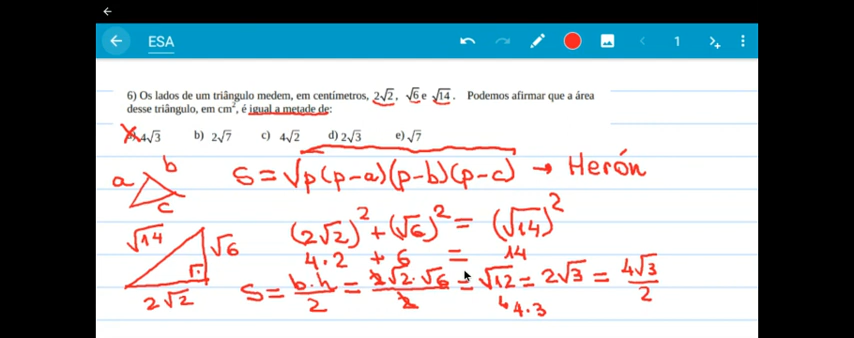 ESA
1
6) Os lados de um triângulo medem, em centímetros, 2√2, √6 e √14. Podemos afirmar que a área
desse triângulo, em cm², é igual a metade de:
4√3 b) 2√7 c) 4√2 d) 2√3 e) √7
S = √p(p-a)(p-b)(p-c) → Herón
a b c
(2√2)² + (√6)² = (√14)²
4.2 + 6 = 14
√14 √6 2√2
S = b.h/2 = 2√2.√6/2 = √12 = 2√3 = 4√3/2
4.3